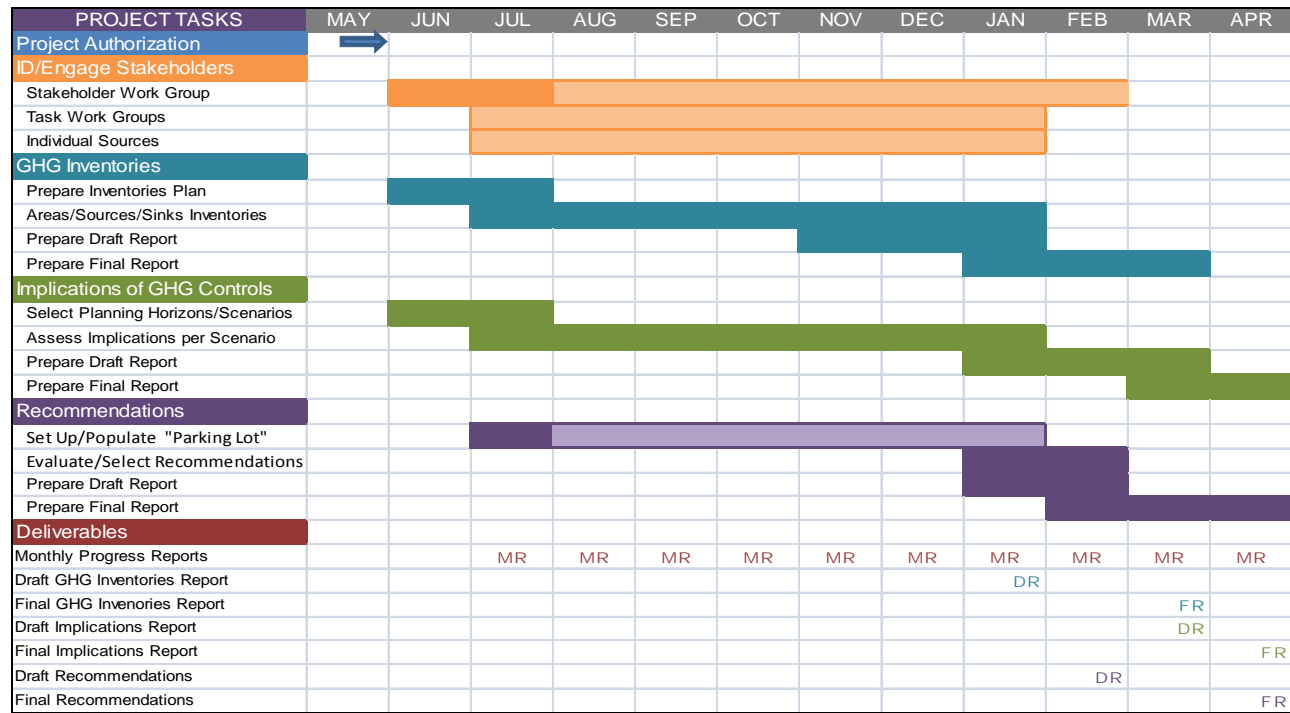 PROJECT TASKS MAY JUN JUL AUG SEP OCT NOV DEC JAN FEB MAR APR
Project Authorization
ID/Engage Stakeholders
Stakeholder Work Group
Task Work Groups
Individual Sources
GHG Inventories
Prepare Inventories Plan
Areas/Sources/Sinks Inventories
Prepare Draft Report
Prepare Final Report
Implications of GHG Controls
Select Planning Horizons/Scenarios
Assess Implications per Scenario
Prepare Draft Report
Prepare Final Report
Recommendations
Set Up/Populate "Parking Lot"
Evaluate/Select Recommendations
Prepare Draft Report
Prepare Final Report
Deliverables
Monthly Progress Reports MR MR MR MR MR MR MR MR MR MR
Draft GHG Inventories Report DR
Final GHG Invenories Report FR
Draft Implications Report DR
Final Implications Report FR
Draft Recommendations DR
Final Recommendations FR